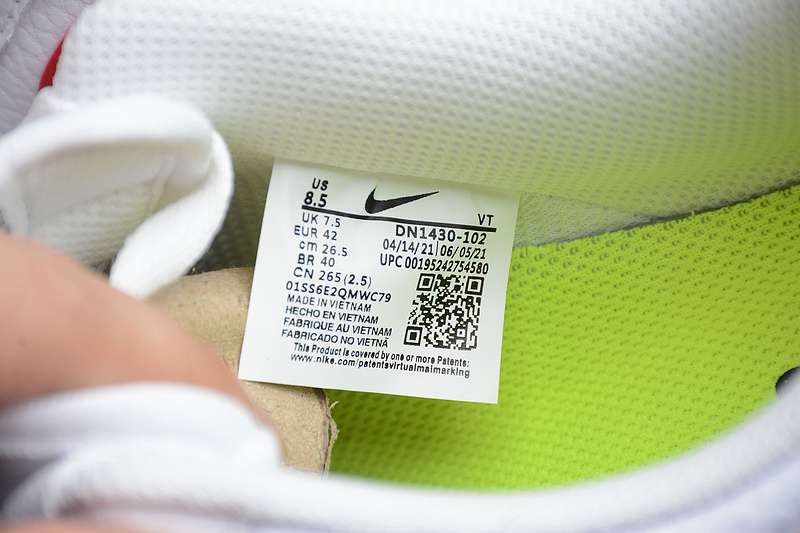 US
8.5
UK 7.5
EUR 42
cm 26.5
BR 40
CN 265 (2.5)
VT
DN1430-102
04/14/21 | 06/05/21
UPC 00195242754580
01SS6E2QMWC79
MADE IN VIETNAM
HECHO EN VIETNAM
FABRIQUE AU VIETNAM
FABRICADO NO VIETNÃ
This Product is covered by one or more Patents:
www.nike.com/patentsvirtualmalmarking